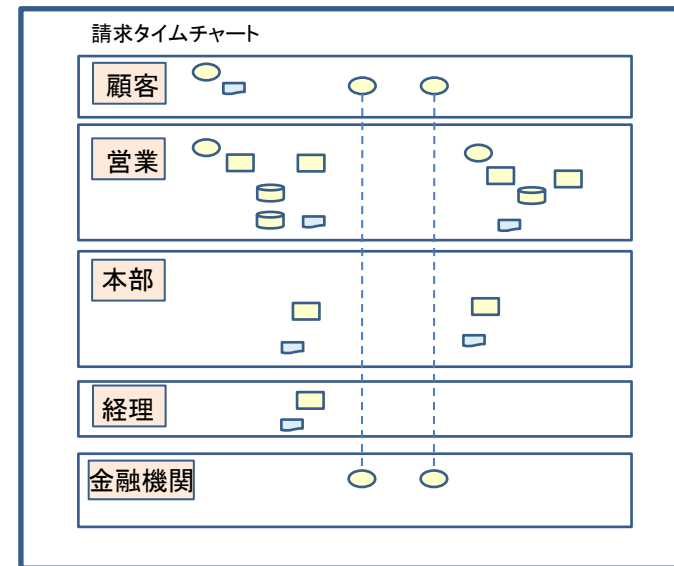 請求タイムチャート
顧客
営業
本部
経理
金融機関